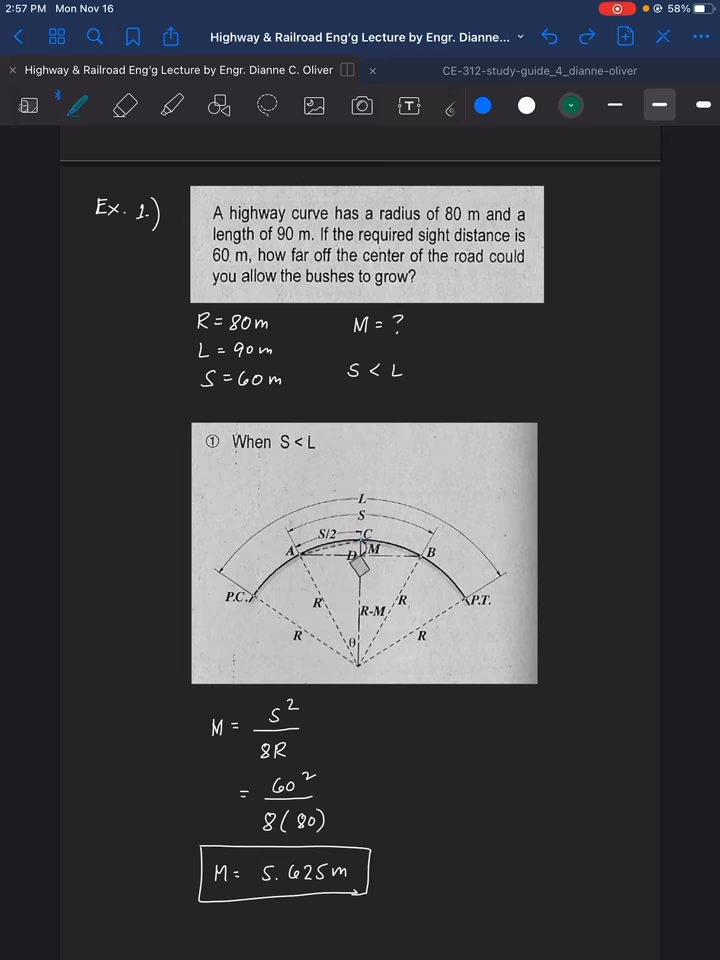 2:57 PM Mon Nov 16
58%
Highway & Railroad Eng'g Lecture by Engr. Dianne...
Highway & Railroad Eng'g Lecture by Engr. Dianne C. Oliver
CE-312-study-guide_4_dianne-oliver
Ex. 1.)
A highway curve has a radius of 80 m and a
length of 90 m. If the required sight distance is
60 m, how far off the center of the road could
you allow the bushes to grow?
R = 80m
M = ?
L = 90m
S = 60m
S < L
① When S < L
L
S
S/2
C
A
D
M
B
P.C.
R
R-M
R
P.T.
R
θ
R
M = S²
8R
= 60²
8(80)
M = 5.625m